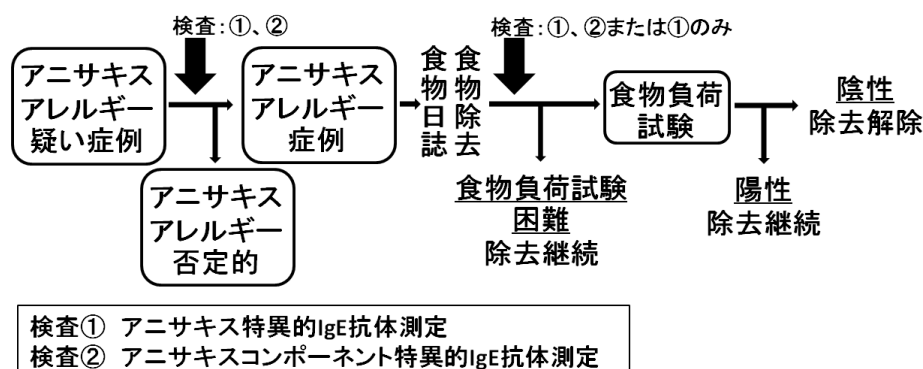 検査：①、②
検査：①、②または①のみ
アニサキス
アレルギー
疑い症例
アニサキス
アレルギー
症例
食物日誌
食物除去
食物負荷
試験
陰性
除去解除
アニサキス
アレルギー
否定的
食物負荷試験
困難
除去継続
陽性
除去継続
検査① アニサキス特異的IgE抗体測定
検査② アニサキスコンポーネント特異的IgE抗体測定